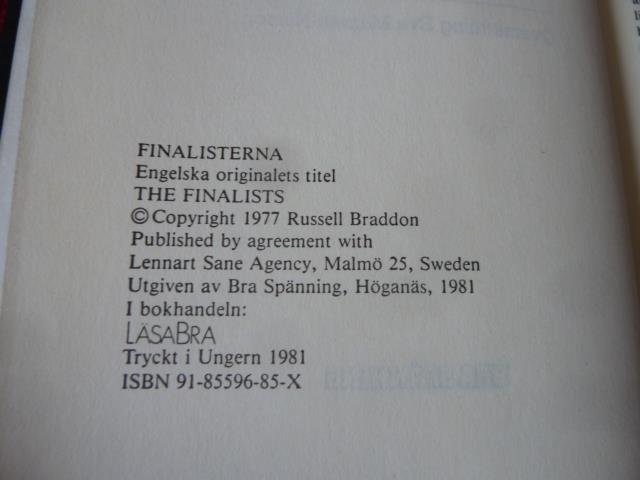 FINALISTERNA
Engelska originalets titel
THE FINALISTS
© Copyright 1977 Russell Braddon
Published by agreement with
Lennart Sane Agency, Malmö 25, Sweden
Utgiven av Bra Spänning, Höganäs, 1981
I bokhandeln:
LÄSABRA
Tryckt i Ungern 1981
ISBN 91-85596-85-X